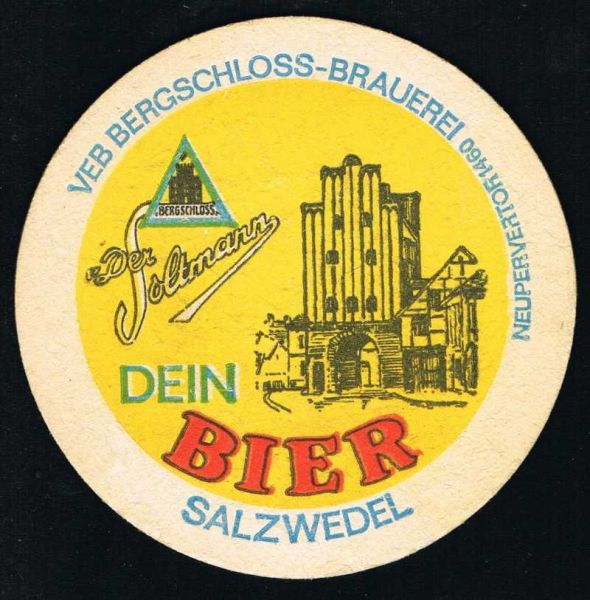 VEB BERGSCHLOSS-BRAUEREI
NEUPERVERTOR 1460
BERGSCHLOSS
"Der Soltmann"
DEIN
BIER
SALZWEDEL